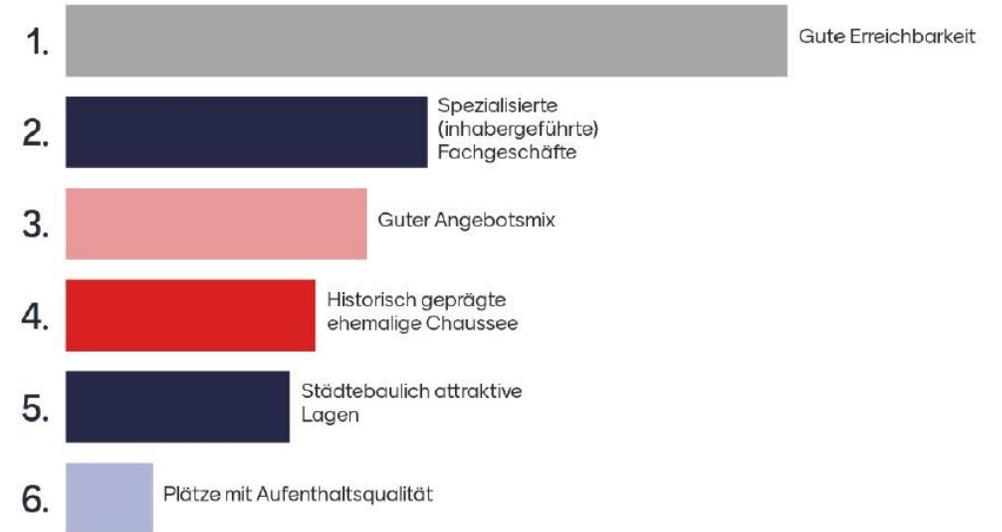 1.
Gute Erreichbarkeit
2.
Spezialisierte
(inhabergeführte)
Fachgeschäfte
3.
Guter Angebotsmix
4.
Historisch geprägte
ehemalige Chaussee
5.
Städtebaulich attraktive
Lagen
6.
Plätze mit Aufenthaltsqualität